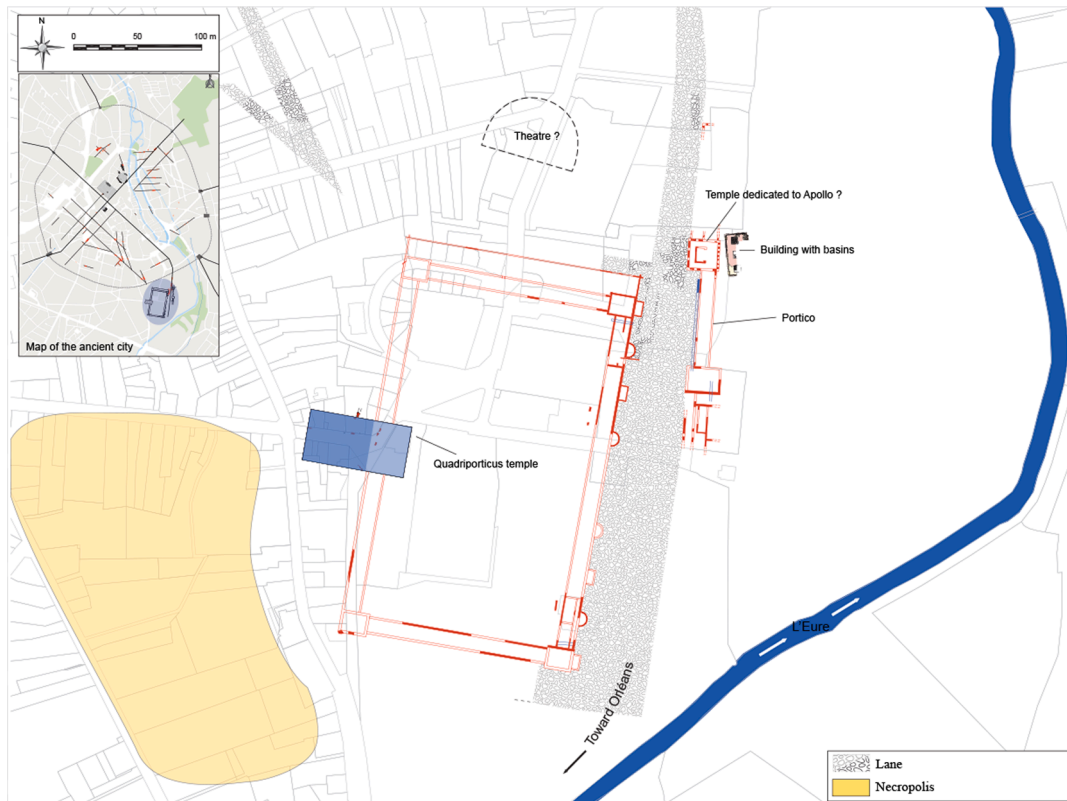 N
0 50 100 m
Map of the ancient city
Theatre ?
Temple dedicated to Apollo ?
Building with basins
Portico
Quadriporticus temple
L'Eure
Toward Orléans
Lane
Necropolis